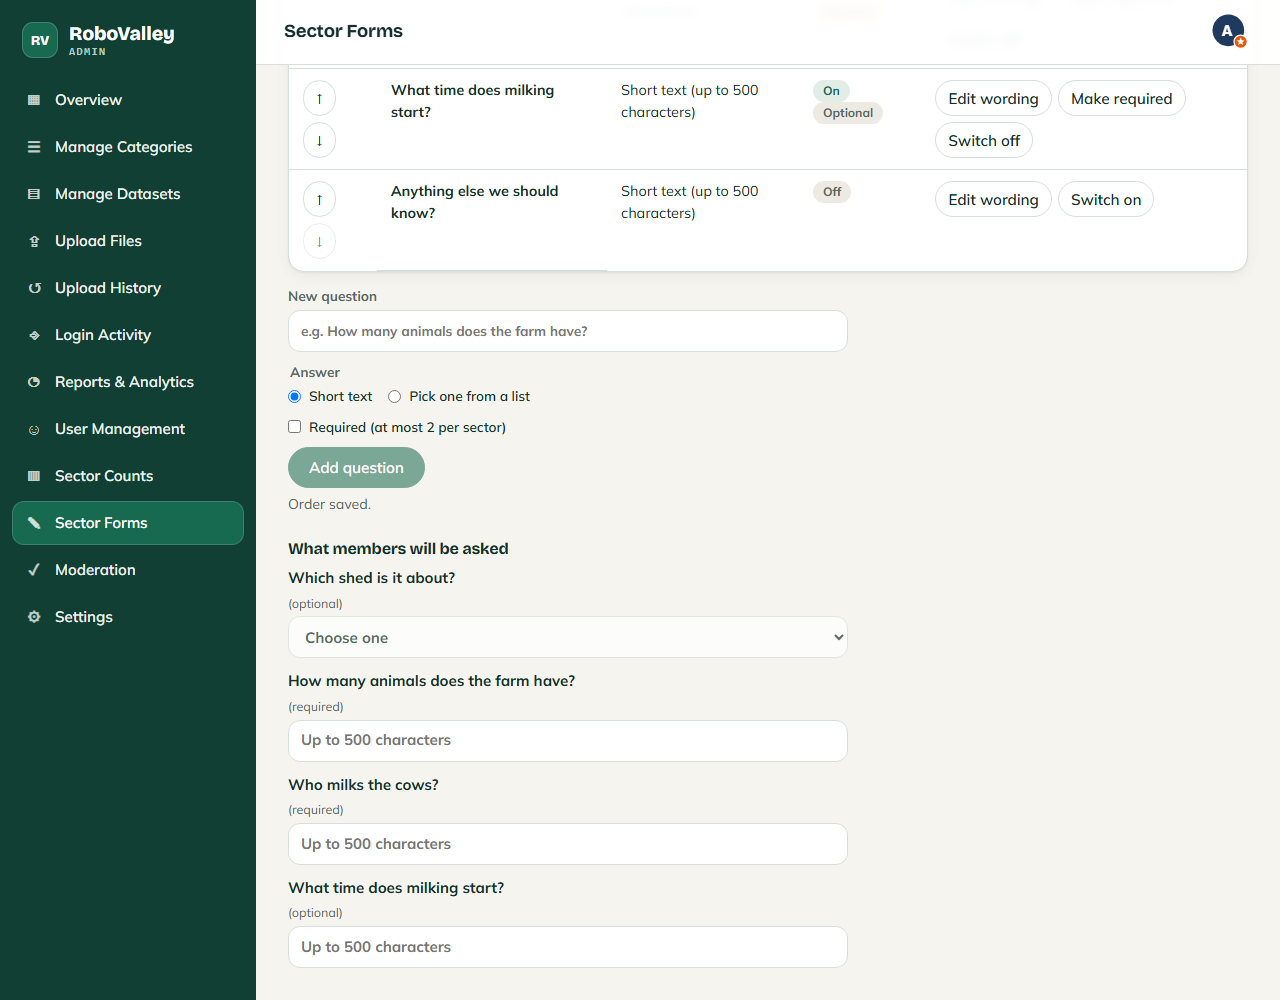 RV
RoboValley
ADMIN
Overview
Manage Categories
Manage Datasets
Upload Files
Upload History
Login Activity
Reports & Analytics
User Management
Sector Counts
Sector Forms
Moderation
Settings
Sector Forms
A
↑
↓
What time does milking
start?
Short text (up to 500
characters)
On
Optional
Edit wording
Make required
Switch off
↑
↓
Anything else we should
know?
Short text (up to 500
characters)
Off
Edit wording
Switch on
New question
e.g. How many animals does the farm have?
Answer
Short text
Pick one from a list
Required (at most 2 per sector)
Add question
Order saved.
What members will be asked
Which shed is it about?
(optional)
Choose one
How many animals does the farm have?
(required)
Up to 500 characters
Who milks the cows?
(required)
Up to 500 characters
What time does milking start?
(optional)
Up to 500 characters